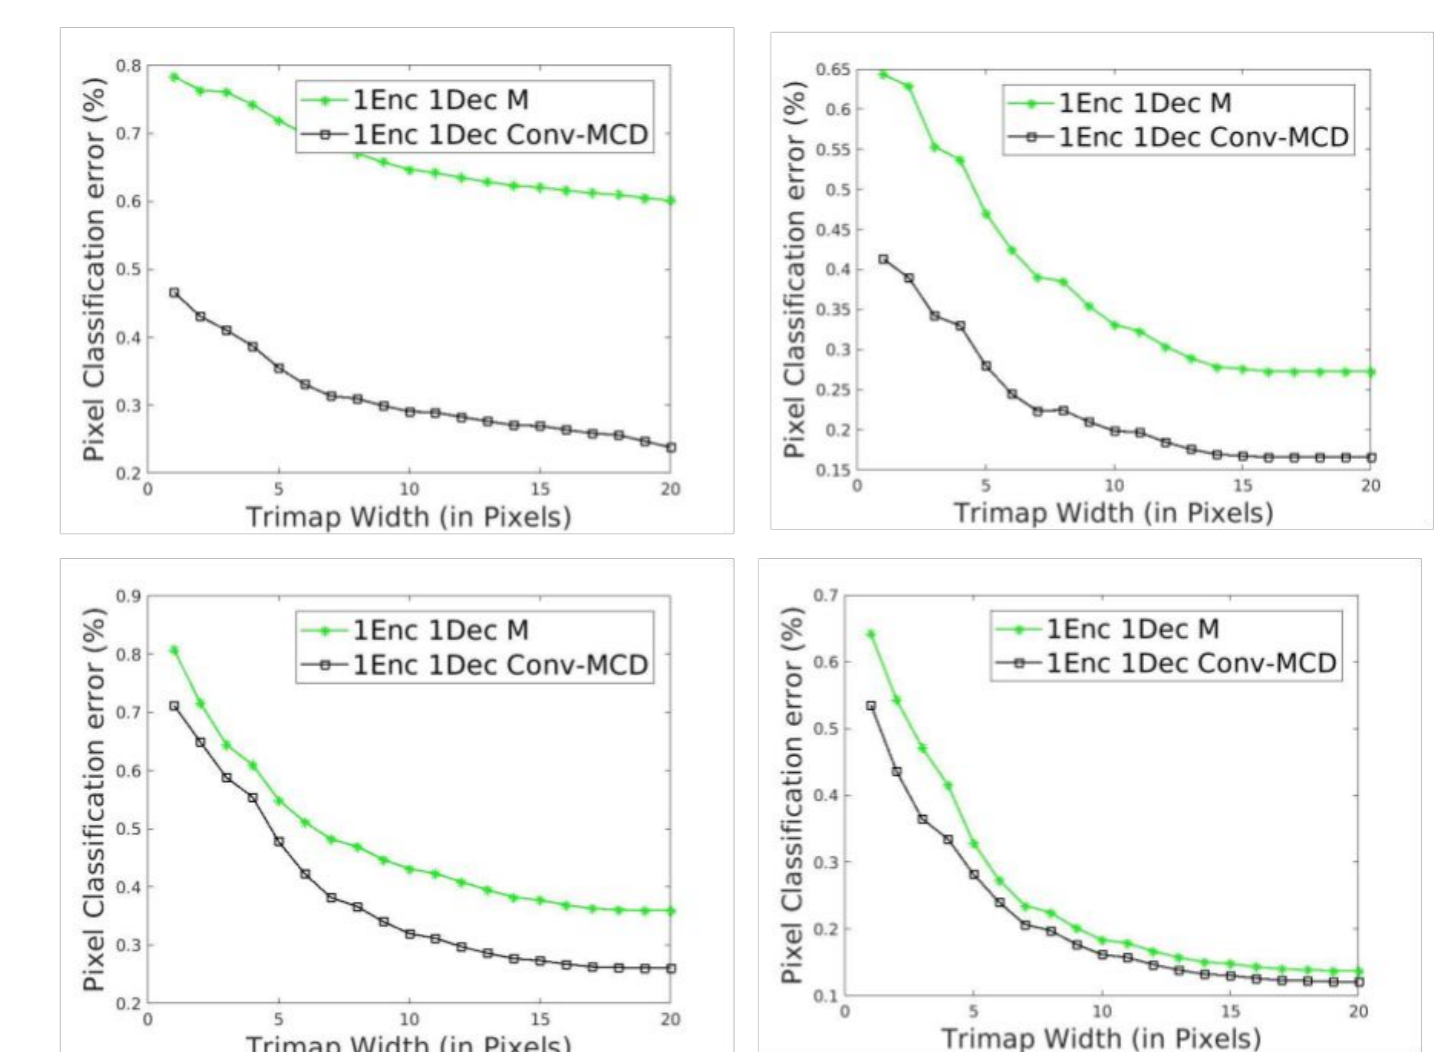 0.8
0.7
0.6
0.5
0.4
0.3
0.2
Pixel Classification error (%)
1Enc 1Dec M
1Enc 1Dec Conv-MCD
0 5 10 15 20
Trimap Width (in Pixels)
0.65
0.6
0.55
0.5
0.45
0.4
0.35
0.3
0.25
0.2
0.15
Pixel Classification error (%)
1Enc 1Dec M
1Enc 1Dec Conv-MCD
0 5 10 15 20
Trimap Width (in Pixels)
0.9
0.8
0.7
0.6
0.5
0.4
0.3
0.2
Pixel Classification error (%)
1Enc 1Dec M
1Enc 1Dec Conv-MCD
0 5 10 15 20
Trimap Width (in Pixels)
0.7
0.6
0.5
0.4
0.3
0.2
0.1
Pixel Classification error (%)
1Enc 1Dec M
1Enc 1Dec Conv-MCD
0 5 10 15 20
Trimap Width (in Pixels)